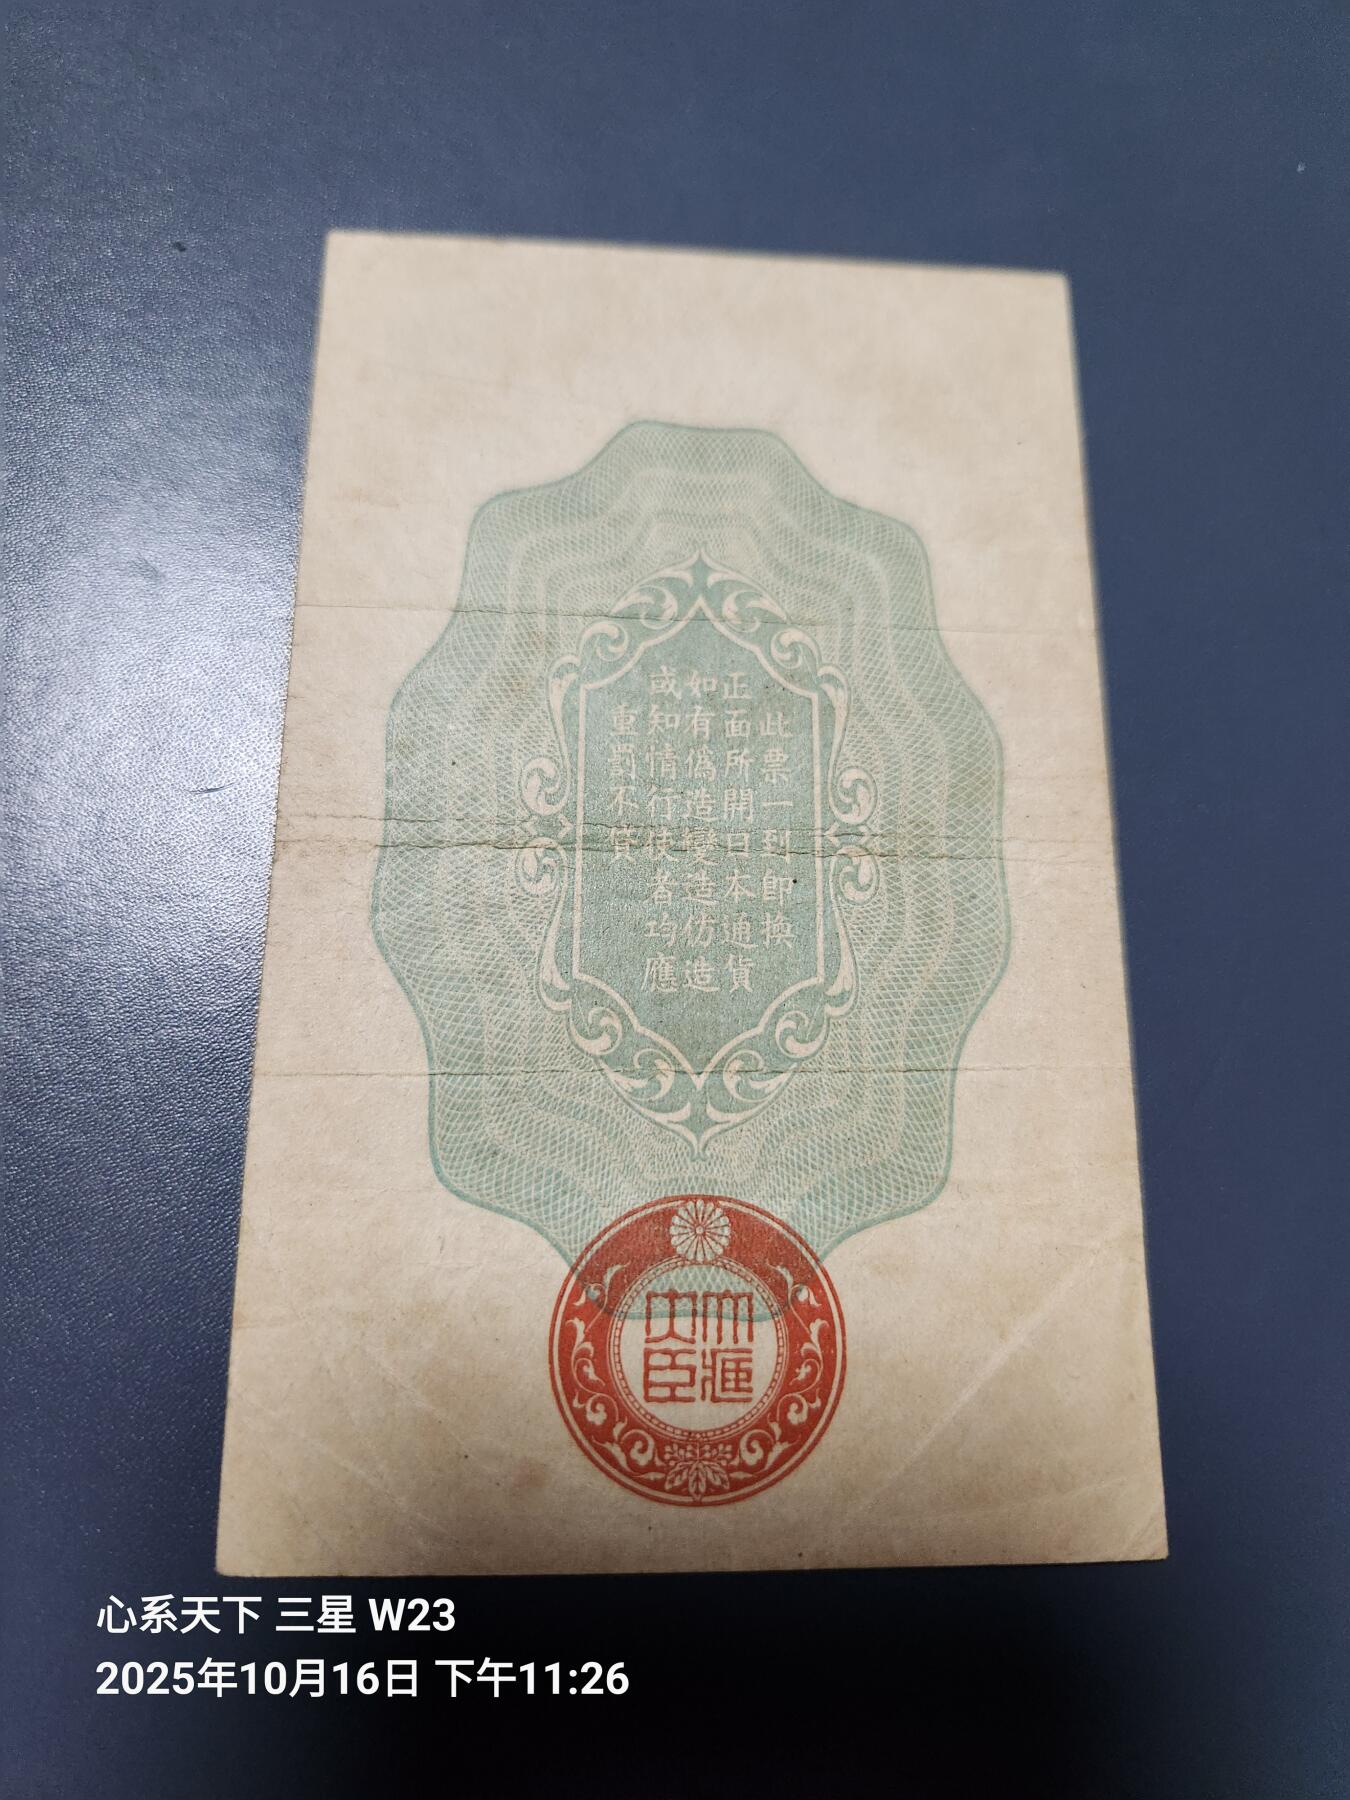 此票一到即換
正面所開日本通貨
如有偽造變造仿造
或知情行使者均應
重罰不貸
大藏
大臣
心系天下 三星 W23
2025年10月16日 下午11:26